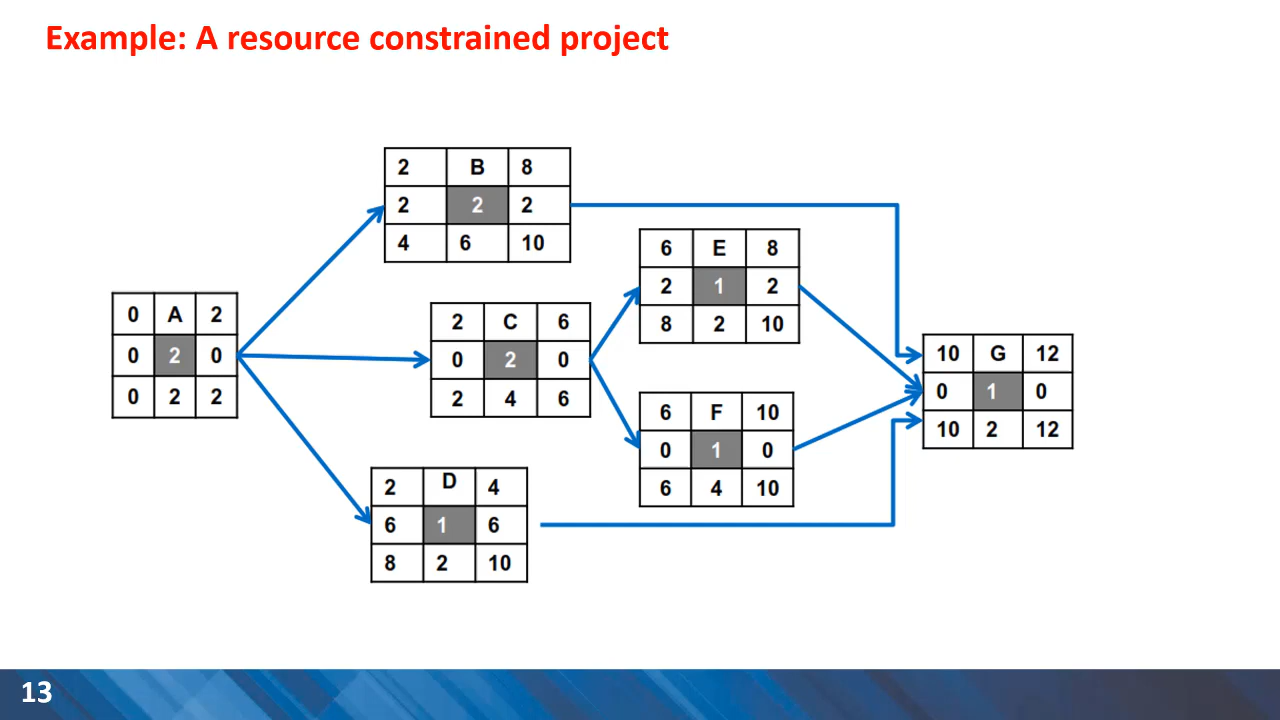 Example: A resource constrained project
2 B 8
2 2 2
4 6 10
6 E 8
2 1 2
8 2 10
0 A 2
0 2 0
0 2 2
2 C 6
0 2 0
2 4 6
10 G 12
0 1 0
10 2 12
6 F 10
0 1 0
6 4 10
2 D 4
6 1 6
8 2 10
13